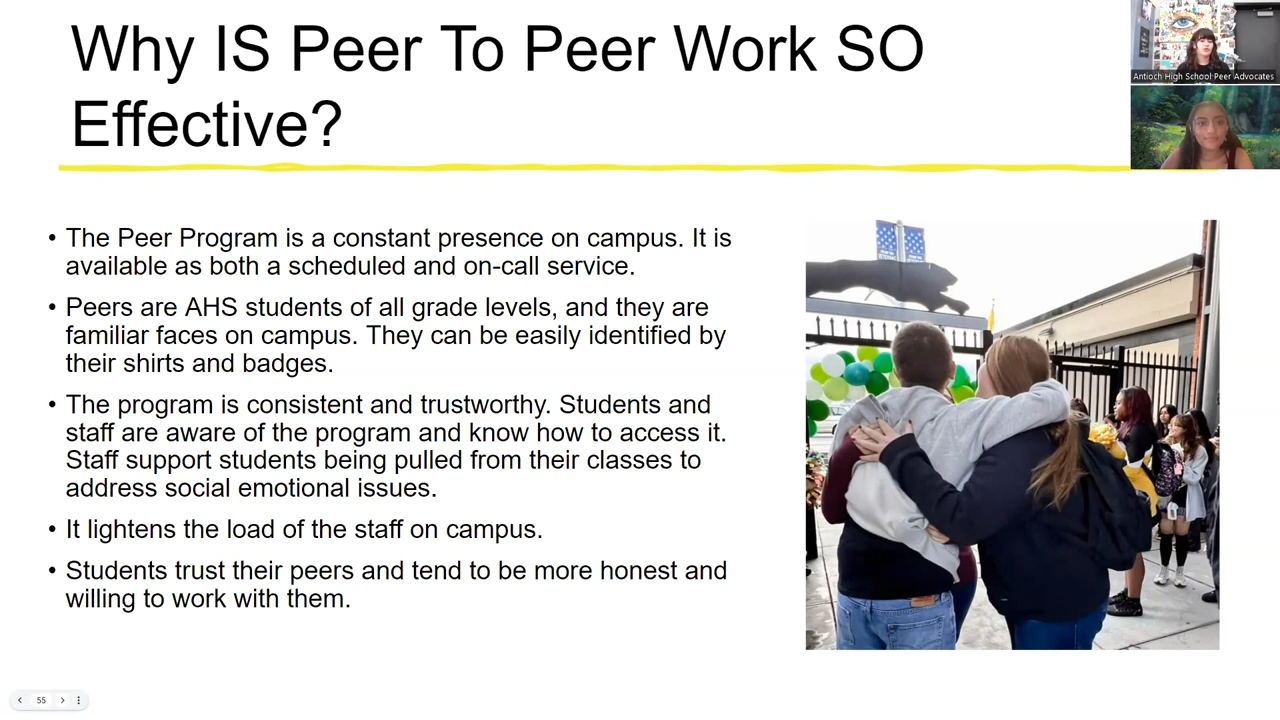 Why IS Peer To Peer Work SO
Effective?
Antioch High School Peer Advocates
• The Peer Program is a constant presence on campus. It is
available as both a scheduled and on-call service.
• Peers are AHS students of all grade levels, and they are
familiar faces on campus. They can be easily identified by
their shirts and badges.
• The program is consistent and trustworthy. Students and
staff are aware of the program and know how to access it.
Staff support students being pulled from their classes to
address social emotional issues.
• It lightens the load of the staff on campus.
• Students trust their peers and tend to be more honest and
willing to work with them.
55